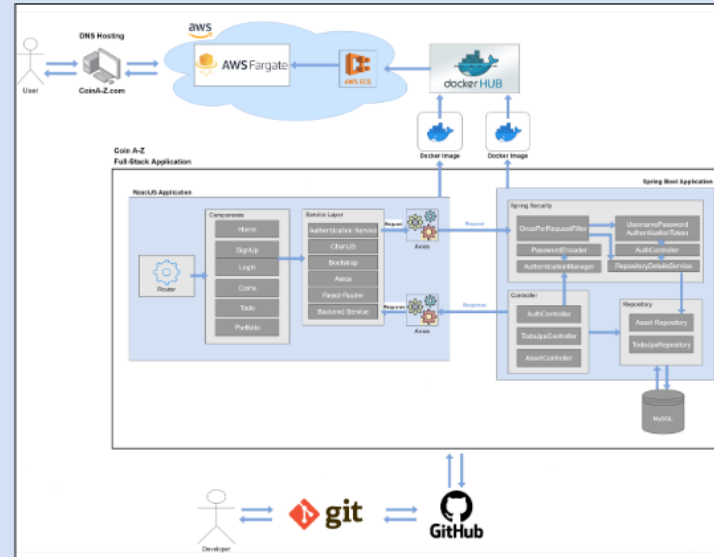 aws
DNS Hosting
AWS Fargate
AWS ECS
docker HUB
User
CoinA-Z.com
Docker Image
Docker Image
Coin A-Z
Full-Stack Application
ReactJS Application
Spring Boot Application
Components
Home
SignUp
Login
Coins
Todo
Portfolio
Router
Service Layer
Authentication Service
ChartJS
Bootstrap
Axios
React-Router
Backend Service
Request
Axios
Request
Response
Axios
Response
Spring Security
OncePerRequestFilter
UsernamePassword
AuthenticationToken
PasswordEncoder
AuthController
AuthenticationManager
RepositoryDetailsService
Controller
AuthController
TodoJpaController
AssetController
Repository
Asset Repository
TodoJpaRepository
MySQL
Developer
git
GitHub